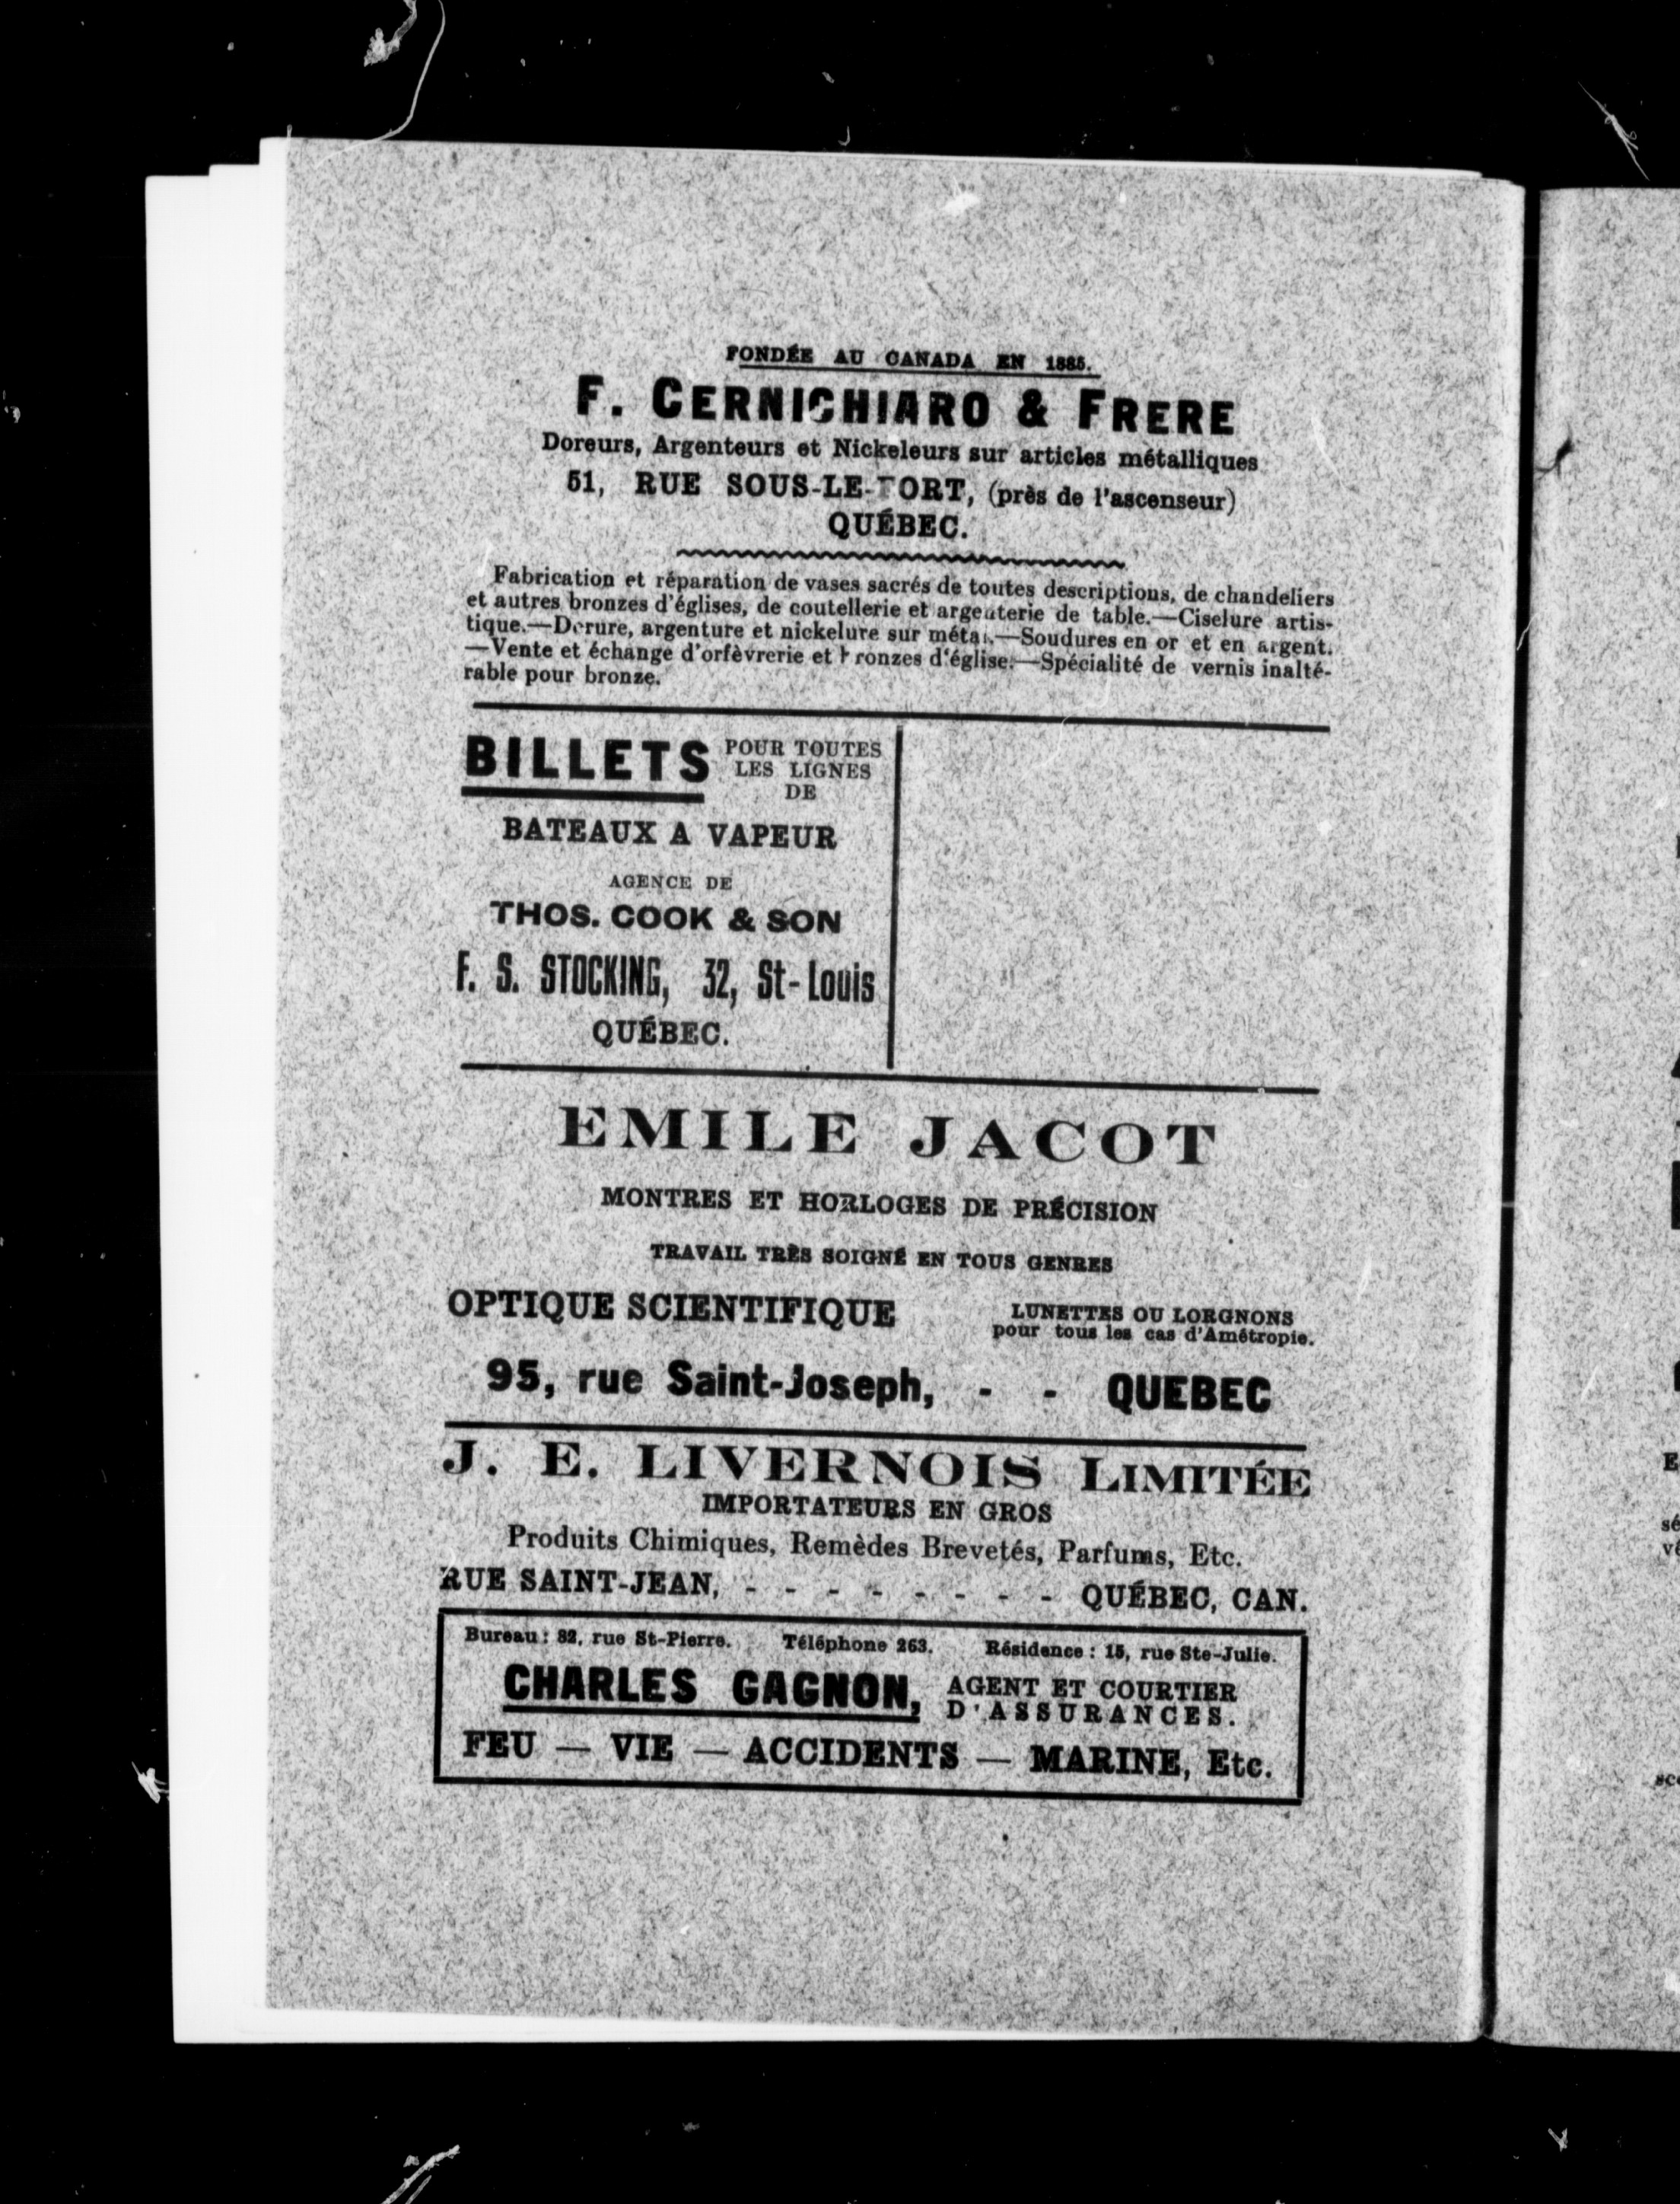 FONDÉE AU CANADA EN 1885.
F. CERNICHIARO & FRERE
Doreurs, Argenteurs et Nickeleurs sur articles métalliques
51, RUE SOUS-LE-FORT, (près de l'ascenseur)
QUÉBEC.
Fabrication et réparation de vases sacrés de toutes descriptions, de chandeliers
et autres bronzes d'églises, de coutellerie et argenterie de table.—Ciselure artis-
tique.—Dorure, argenture et nickelure sur métal.—Soudures en or et en argent.
—Vente et échange d'orfèvrerie et bronzes d'église.—Spécialité de vernis inalté-
rable pour bronze.
BILLETS POUR TOUTES
LES LIGNES
DE
BATEAUX A VAPEUR
AGENCE DE
THOS. COOK & SON
F. S. STOCKING, 32, St-Louis
QUÉBEC.
EMILE JACOT
MONTRES ET HORLOGES DE PRÉCISION
TRAVAIL TRÈS SOIGNÉ EN TOUS GENRES
OPTIQUE SCIENTIFIQUE LUNETTES OU LORGNONS
pour tous les cas d'Amétropie.
95, rue Saint-Joseph, - - QUEBEC
J. E. LIVERNOIS LIMITÉE
IMPORTATEURS EN GROS
Produits Chimiques, Remèdes Brevetés, Parfums, Etc.
RUE SAINT-JEAN, - - - - - - - - QUÉBEC, CAN.
Bureau : 82, rue St-Pierre. Téléphone 263. Résidence : 15, rue Ste-Julie.
CHARLES GAGNON, AGENT ET COURTIER
D'ASSURANCES.
FEU — VIE — ACCIDENTS — MARINE, Etc.